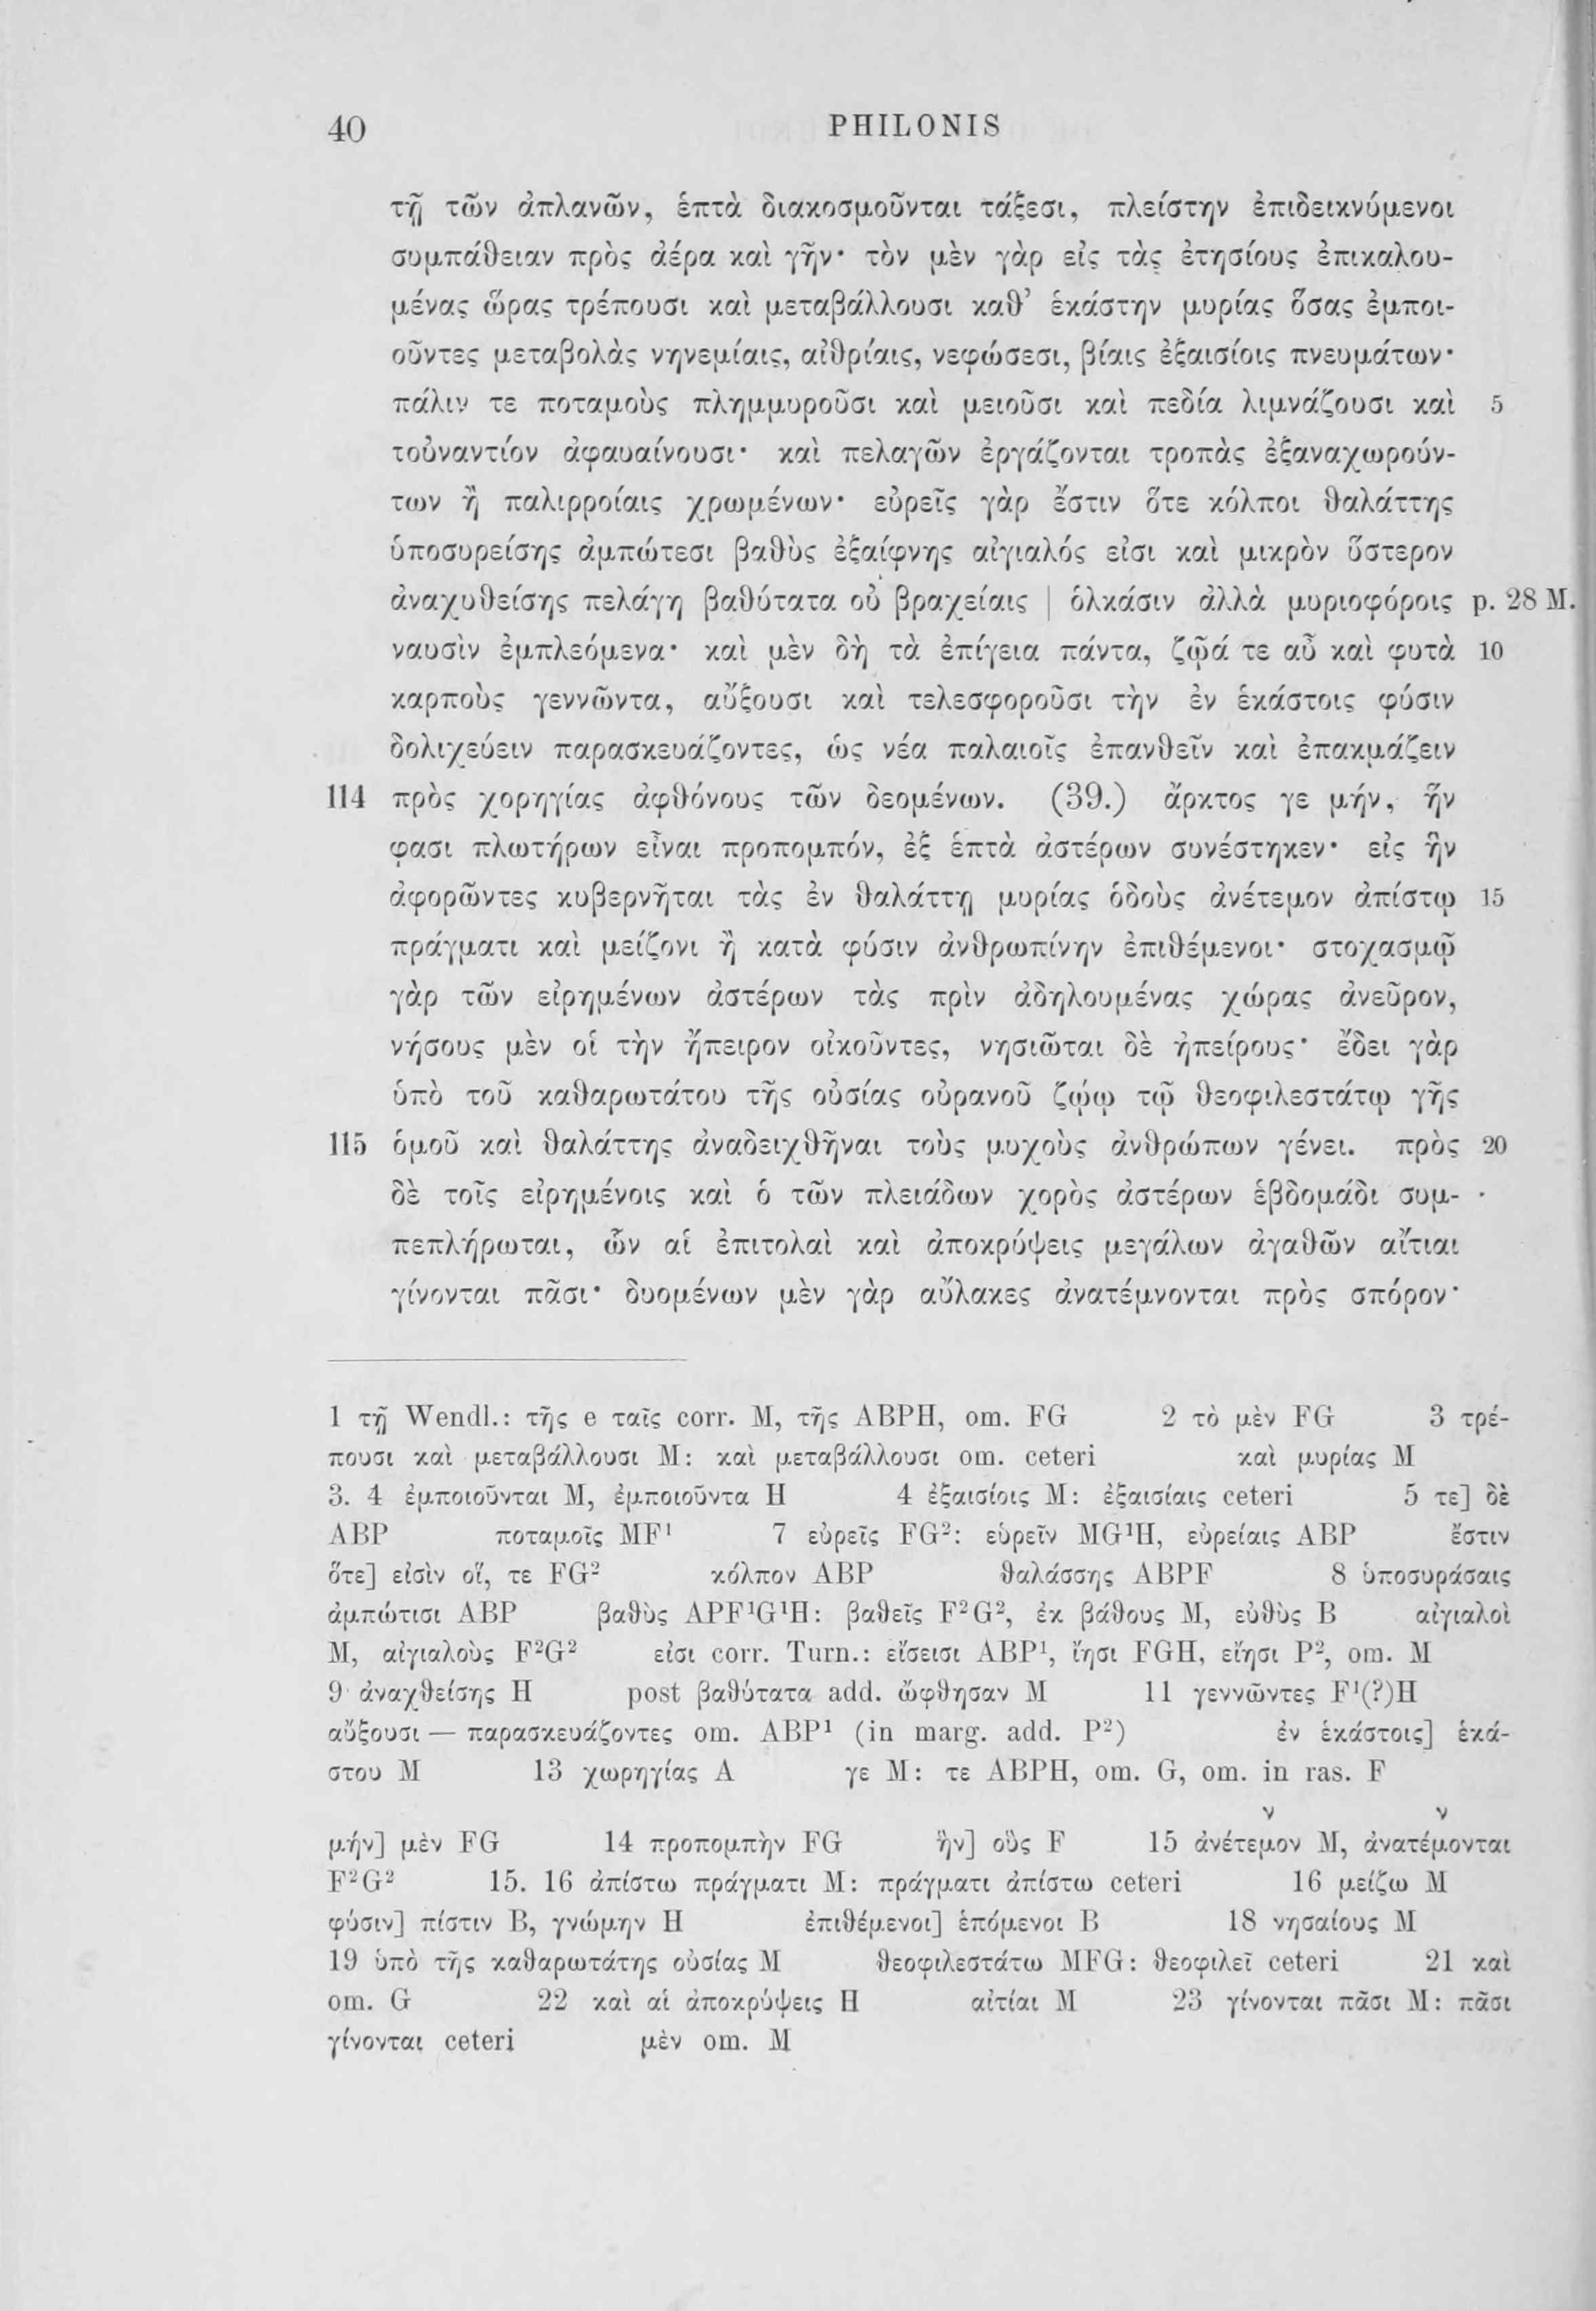 40 PHILONIS
τῇ τῶν ἀπλανῶν, ἑπτὰ διακοσμοῦνται τάξεσι, πλείστην ἐπιδεικνύμενοι
συμπάθειαν πρὸς ἀέρα καὶ γῆν· τὸν μὲν γὰρ εἰς τὰς ἐτησίους ἐπικαλου-
μένας ὥρας τρέπουσι καὶ μεταβάλλουσι καθ’ ἑκάστην μυρίας ὅσας ἐμποι-
οῦντες μεταβολὰς νηνεμίαις, αἰθρίαις, νεφώσεσι, βίαις ἐξαισίοις πνευμάτων·
πάλιν τε ποταμοὺς πλημμυροῦσι καὶ μειοῦσι καὶ πεδία λιμνάζουσι καὶ 5
τοὐναντίον ἀφαυαίνουσι· καὶ πελαγῶν ἐργάζονται τροπὰς ἐξαναχωρούν-
των ἢ παλιρροίαις χρωμένων· εὐρεῖς γὰρ ἔστιν ὅτε κόλποι θαλάττης
ὑποσυρείσης ἀμπώτεσι βαθὺς ἐξαίφνης αἰγιαλός εἰσι καὶ μικρὸν ὕστερον
ἀναχυθείσης πελάγη βαθύτατα οὐ βραχείαις | ὁλκάσιν ἀλλὰ μυριοφόροις p. 28 M.
ναυσὶν ἐμπλεόμενα· καὶ μὲν δὴ τὰ ἐπίγεια πάντα, ζῷά τε αὖ καὶ φυτὰ 10
καρποὺς γεννῶντα, αὔξουσι καὶ τελεσφοροῦσι τὴν ἐν ἑκάστοις φύσιν
δολιχεύειν παρασκευάζοντες, ὡς νέα παλαιοῖς ἐπανθεῖν καὶ ἐπακμάζειν
114 πρὸς χορηγίας ἀφθόνους τῶν δεομένων. (39.) ἄρκτος γε μήν, ἥν
φασι πλωτήρων εἶναι προπομπόν, ἐξ ἑπτὰ ἀστέρων συνέστηκεν· εἰς ἣν
ἀφορῶντες κυβερνῆται τὰς ἐν θαλάττῃ μυρίας ὁδοὺς ἀνέτεμον ἀπίστῳ 15
πράγματι καὶ μείζονι ἢ κατὰ φύσιν ἀνθρωπίνην ἐπιθέμενοι· στοχασμῷ
γὰρ τῶν εἰρημένων ἀστέρων τὰς πρὶν ἀδηλουμένας χώρας ἀνεῦρον,
νήσους μὲν οἱ τὴν ἤπειρον οἰκοῦντες, νησιῶται δὲ ἠπείρους· ἔδει γὰρ
ὑπὸ τοῦ καθαρωτάτου τῆς οὐσίας οὐρανοῦ ζῴῳ τῷ θεοφιλεστάτῳ γῆς
115 ὁμοῦ καὶ θαλάττης ἀναδειχθῆναι τοὺς μυχοὺς ἀνθρώπων γένει. πρὸς 20
δὲ τοῖς εἰρημένοις καὶ ὁ τῶν πλειάδων χορὸς ἀστέρων ἑβδομάδι συμ-
πεπλήρωται, ὧν αἱ ἐπιτολαὶ καὶ ἀποκρύψεις μεγάλων ἀγαθῶν αἴτιαι
γίνονται πᾶσι· δυομένων μὲν γὰρ αὔλακες ἀνατέμνονται πρὸς σπόρον·
1 τῇ Wendl.: τῆς e ταῖς corr. M, τῆς ABPH, om. FG 2 τὸ μὲν FG 3 τρέ-
πουσι καὶ μεταβάλλουσι M: καὶ μεταβάλλουσι om. ceteri καὶ μυρίας M
3. 4 ἐμποιοῦνται M, ἐμποιοῦντα H 4 ἐξαισίοις M: ἐξαισίαις ceteri 5 τε] δὲ
ABP ποταμοῖς MF¹ 7 εὐρεῖς FG²: εὑρεῖν MG¹H, εὐρείαις ABP ἔστιν
ὅτε] εἰσὶν οἵ, τε FG² κόλπον ABP θαλάσσης ABPF 8 ὑποσυράσαις
ἀμπώτισι ABP βαθὺς APF¹G¹H: βαθεῖς F²G², ἐκ βάθους M, εὐθὺς B αἰγιαλοὶ
M, αἰγιαλοὺς F²G² εἰσι corr. Turn.: εἴσεισι ABP¹, ἵησι FGH, εἴησι P², om. M
9 ἀναχθείσης H post βαθύτατα add. ὤφθησαν M 11 γεννῶντες F¹(?)H
αὔξουσι — παρασκευάζοντες om. ABP¹ (in marg. add. P²) ἐν ἑκάστοις] ἑκά-
στου M 13 χωρηγίας A γε M: τε ABPH, om. G, om. in ras. F
μήν] μὲν FG 14 προπομπὴν FG ἣν] οὓς F 15 ἀνέτεμον M, ἀνατέμονται
F²G² 15. 16 ἀπίστω πράγματι M: πράγματι ἀπίστω ceteri 16 μείζω M
φύσιν] πίστιν B, γνώμην H ἐπιθέμενοι] ἑπόμενοι B 18 νησαίους M
19 ὑπὸ τῆς καθαρωτάτης οὐσίας M θεοφιλεστάτω MFG: θεοφιλεῖ ceteri 21 καὶ
om. G 22 καὶ αἱ ἀποκρύψεις H αἰτίαι M 23 γίνονται πᾶσι M: πᾶσι
γίνονται ceteri μὲν om. M